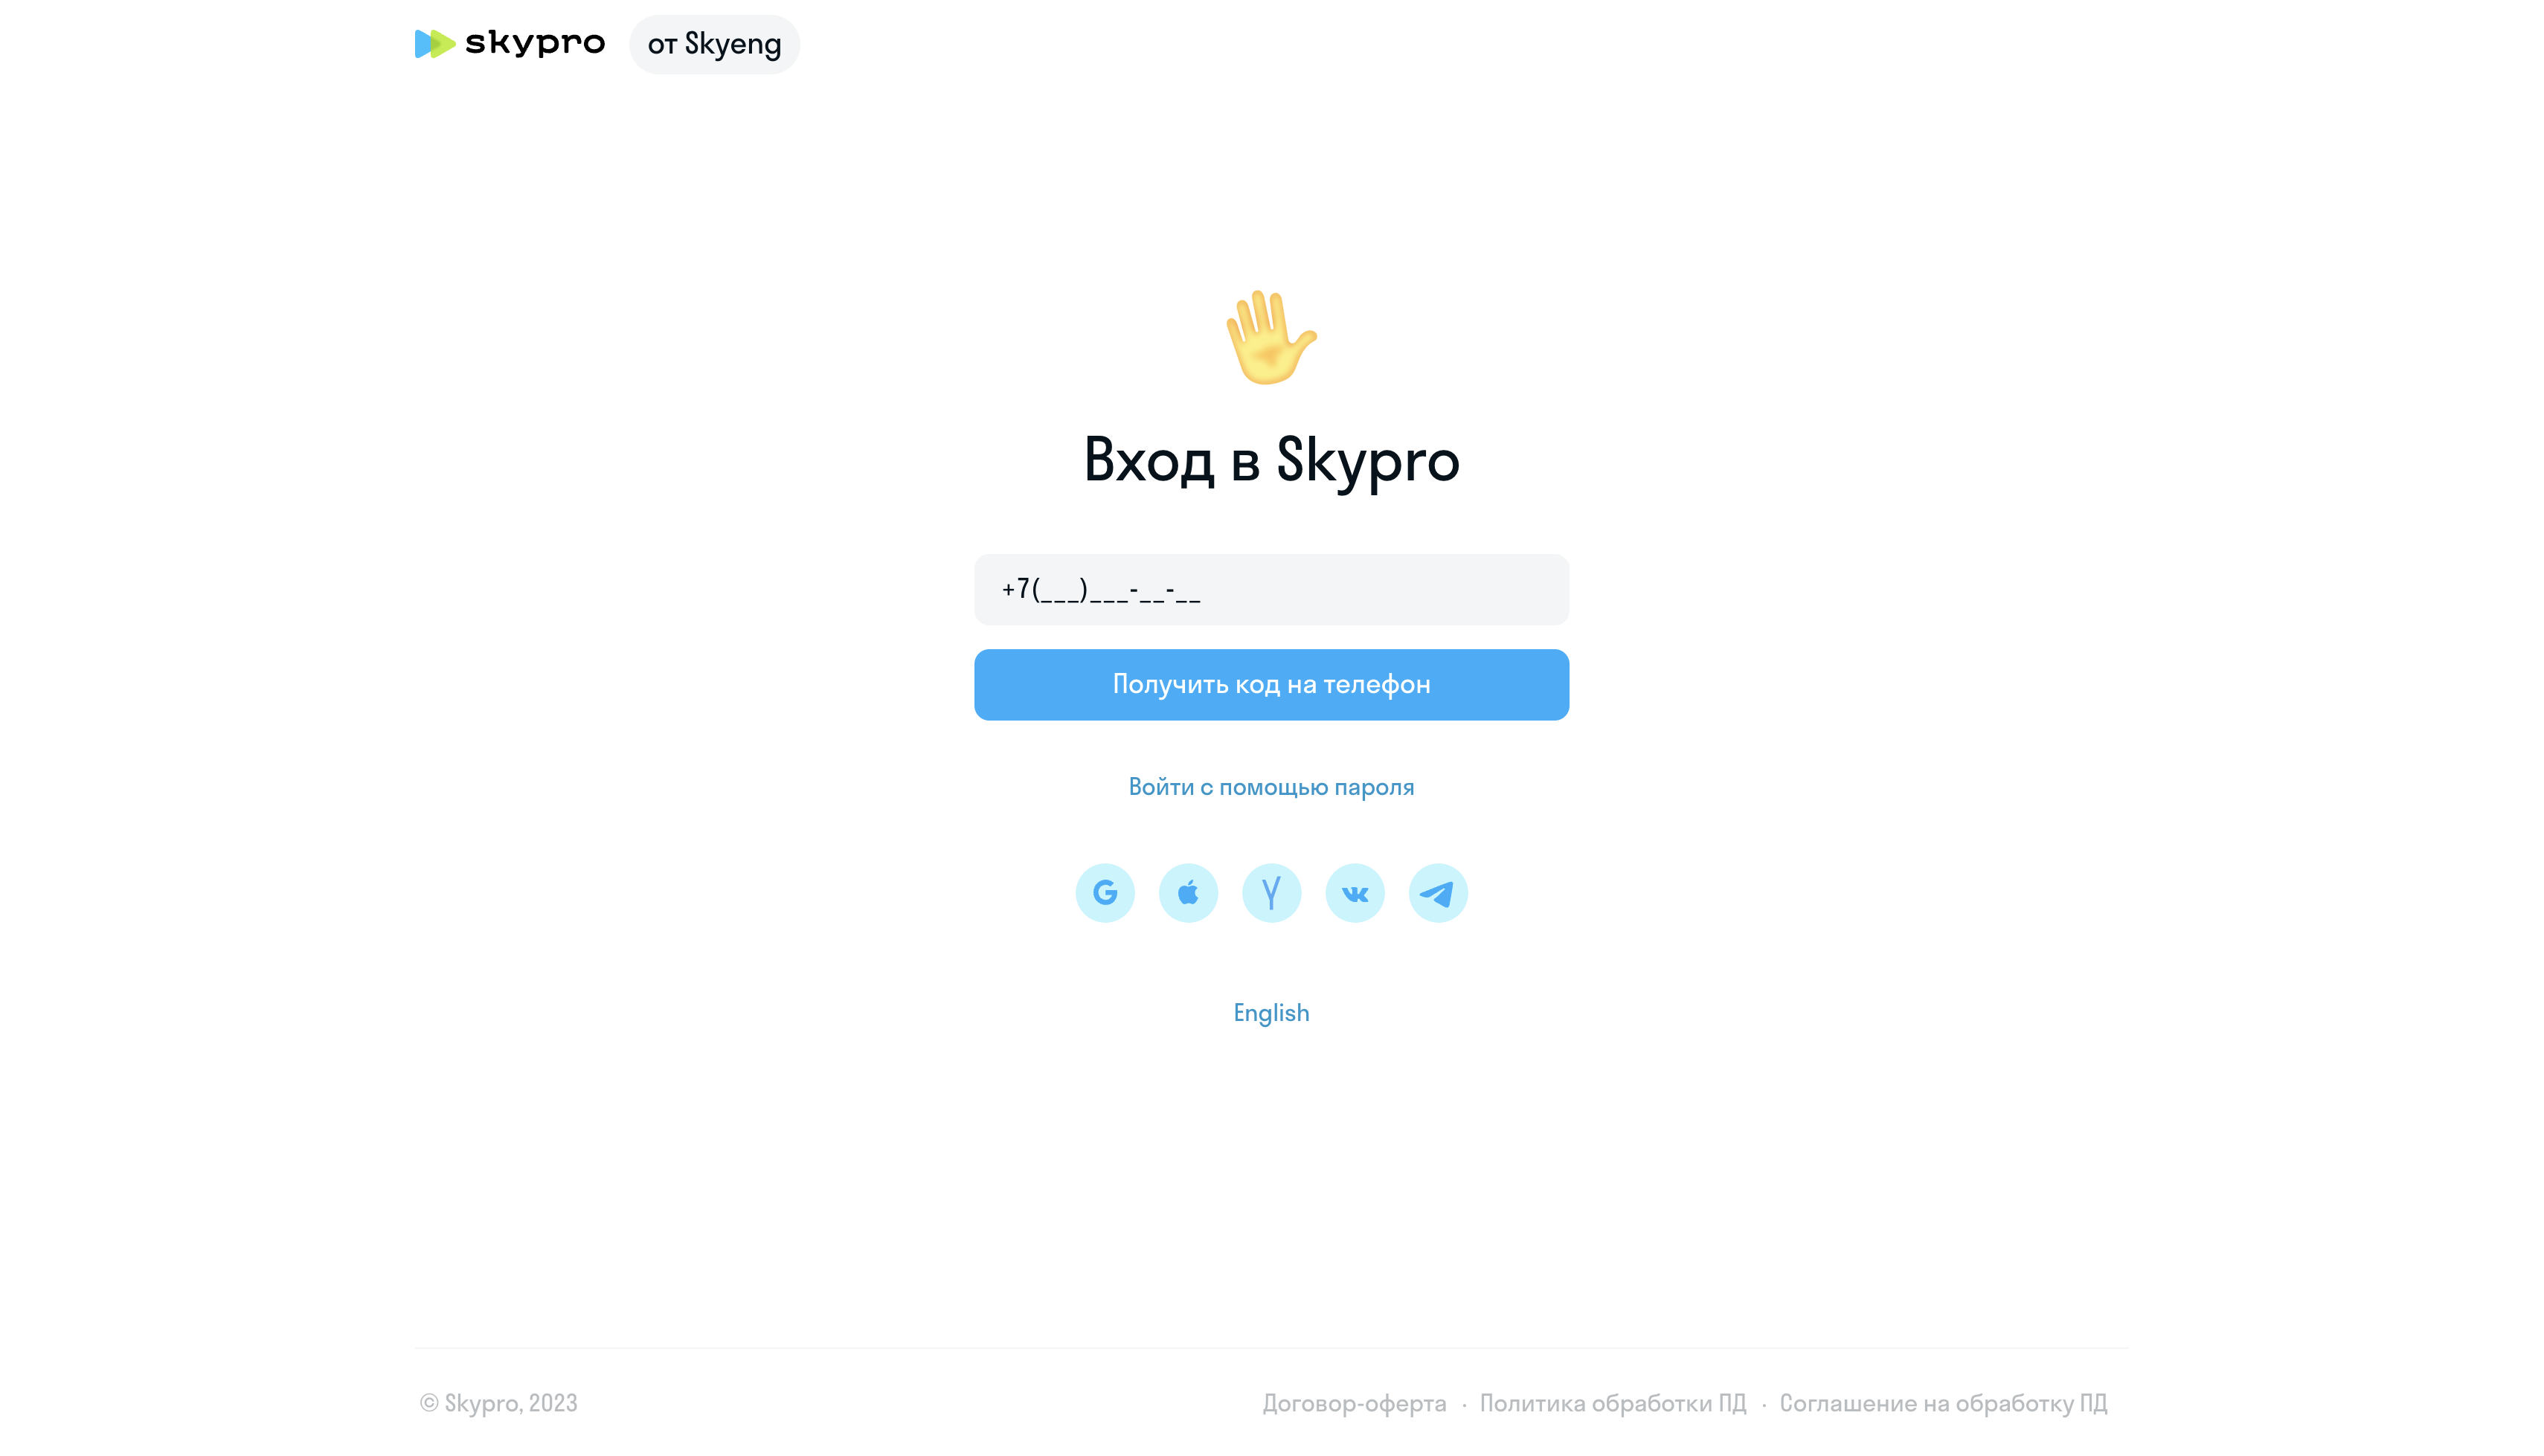 skypro от Skyeng
Вход в Skypro
+7(___)___-__-__
Получить код на телефон
Войти с помощью пароля
English
© Skypro, 2023
Договор-оферта · Политика обработки ПД · Соглашение на обработку ПД